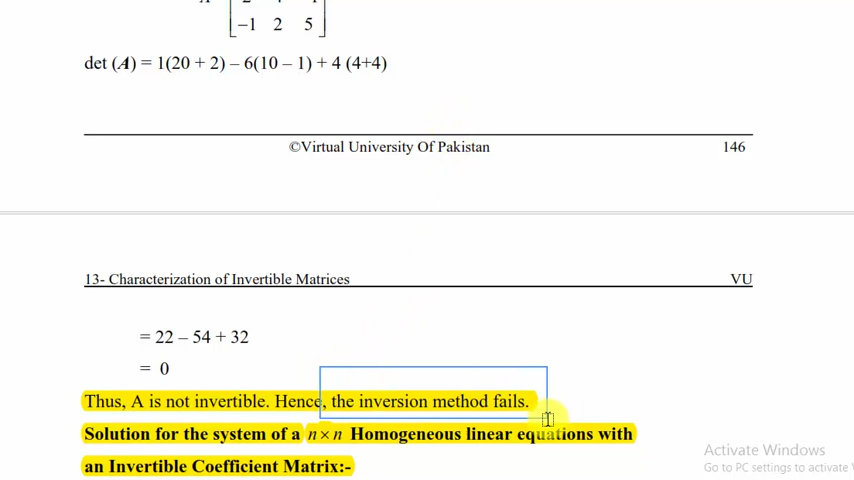 −1 2 5
det (A) = 1(20 + 2) – 6(10 – 1) + 4 (4+4)
©Virtual University Of Pakistan 146
13- Characterization of Invertible Matrices VU
= 22 – 54 + 32
= 0
Thus, A is not invertible. Hence, the inversion method fails.
Solution for the system of a n × n Homogeneous linear equations with
an Invertible Coefficient Matrix:-
Activate Windows
Go to PC settings to activate